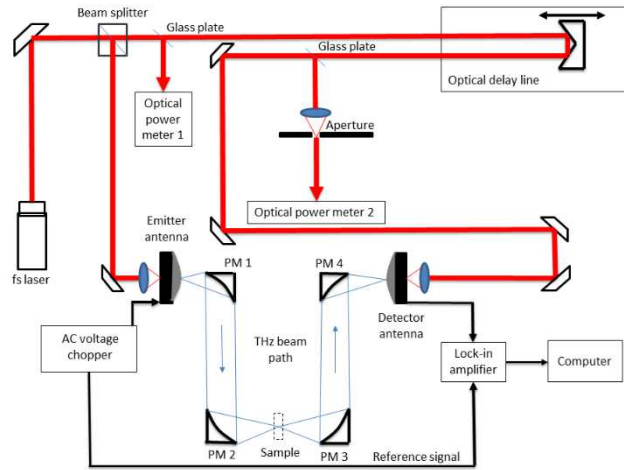 Beam splitter
Glass plate
Glass plate
Optical delay line
Optical
power
meter 1
Aperture
Optical power meter 2
Emitter
antenna
fs laser
PM 1
PM 4
Detector
antenna
AC voltage
chopper
THz beam
path
Lock-in
amplifier
Computer
PM 2
Sample
PM 3
Reference signal